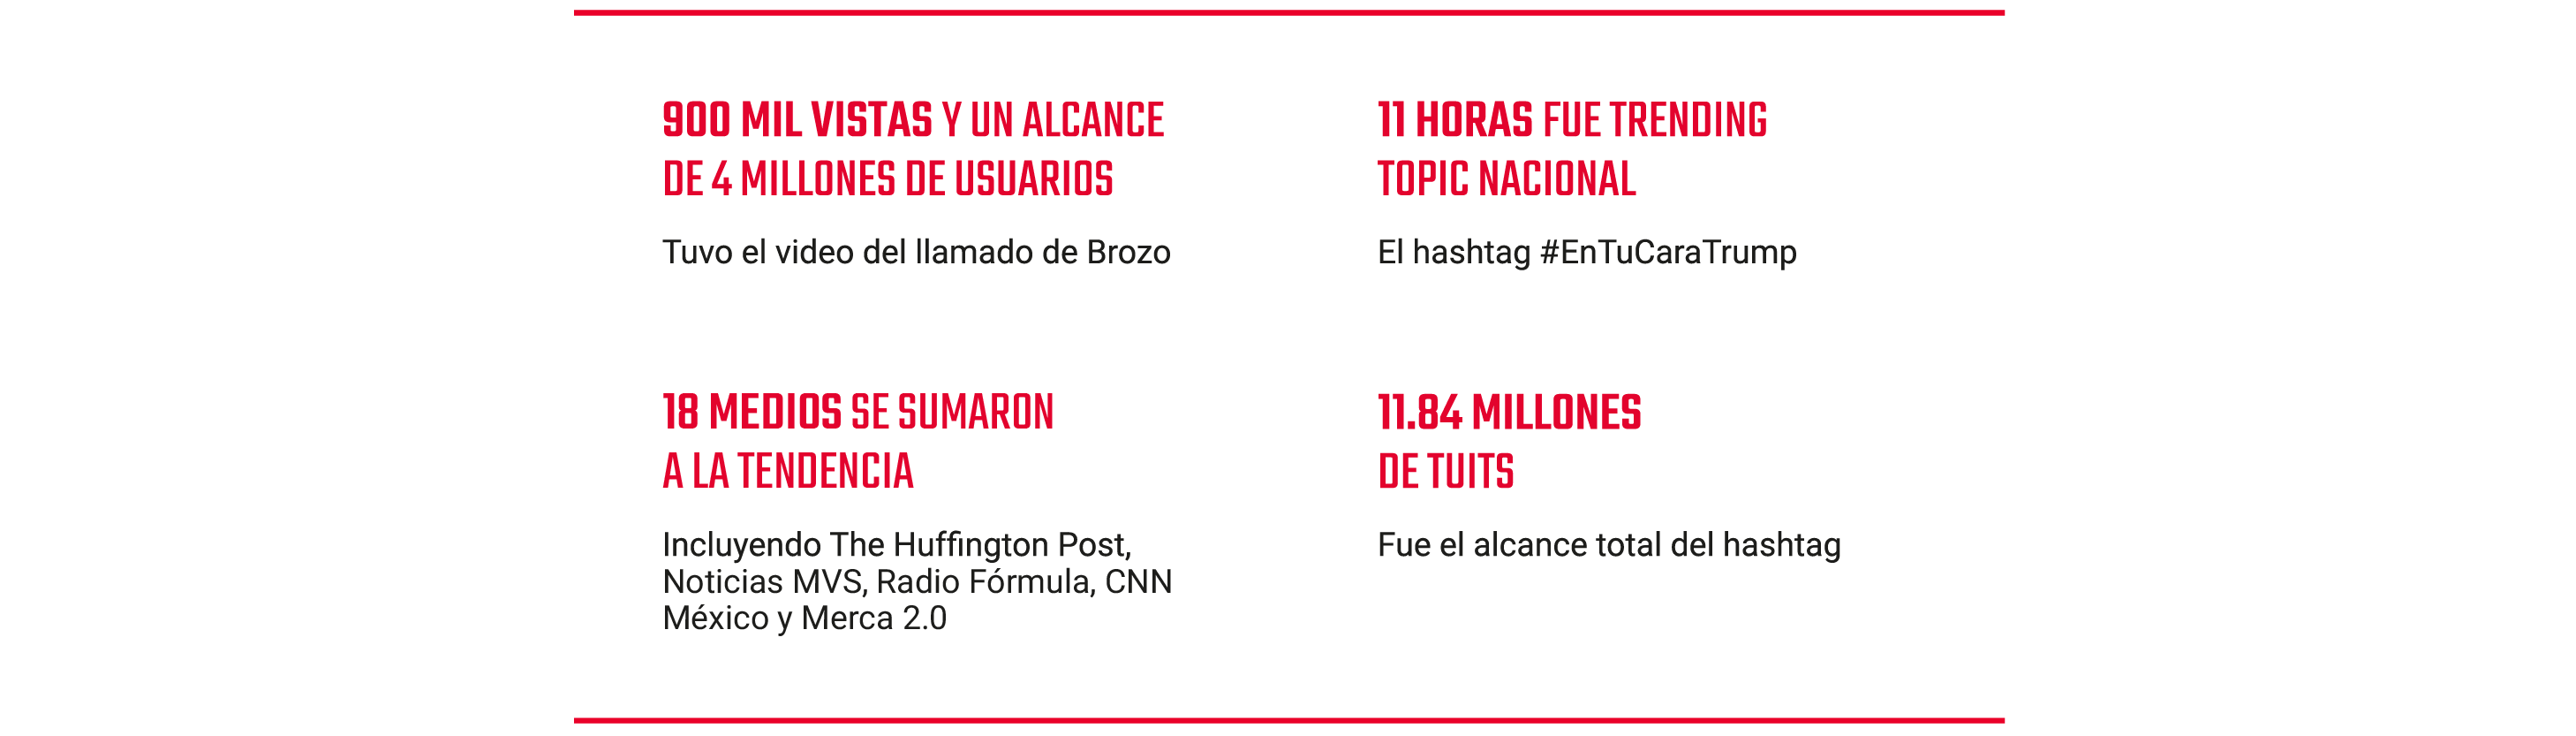 900 MIL VISTAS Y UN ALCANCE
DE 4 MILLONES DE USUARIOS
Tuvo el video del llamado de Brozo
11 HORAS FUE TRENDING
TOPIC NACIONAL
El hashtag #EnTuCaraTrump
18 MEDIOS SE SUMARON
A LA TENDENCIA
Incluyendo The Huffington Post,
Noticias MVS, Radio Fórmula, CNN
México y Merca 2.0
11.84 MILLONES
DE TUITS
Fue el alcance total del hashtag